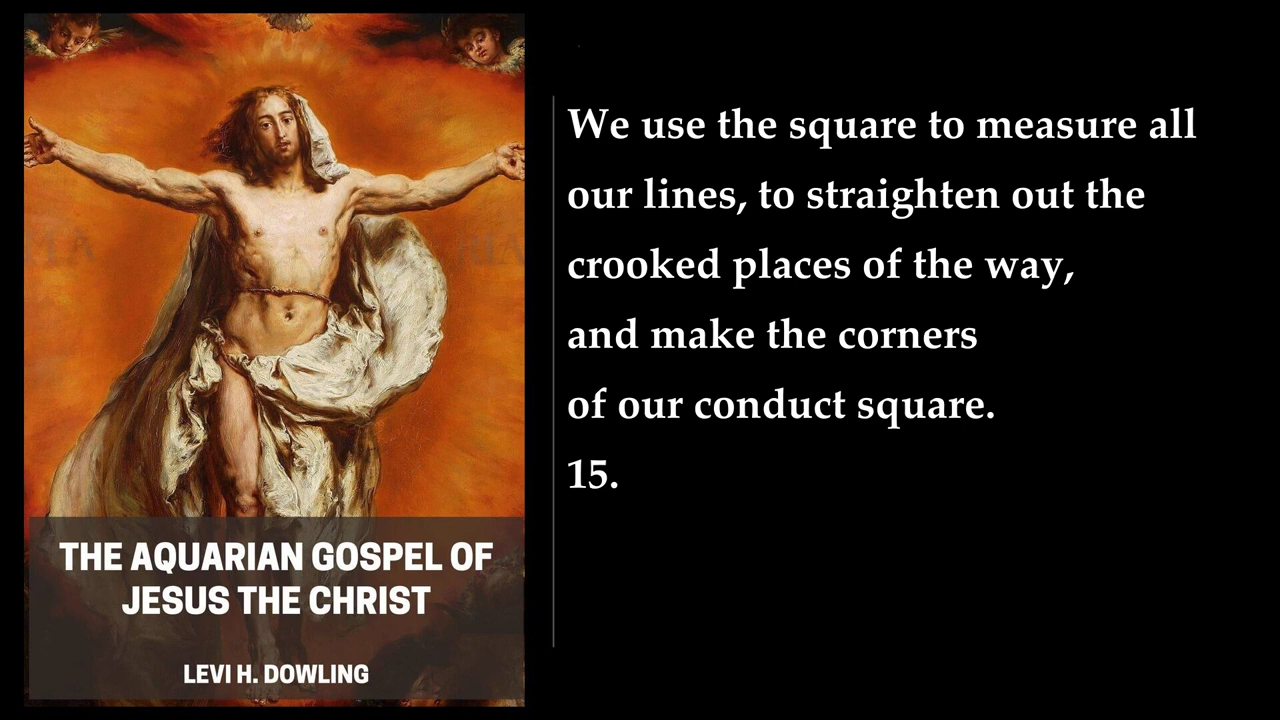 THE AQUARIAN GOSPEL OF
JESUS THE CHRIST
LEVI H. DOWLING
We use the square to measure all
our lines, to straighten out the
crooked places of the way,
and make the corners
of our conduct square.
15.